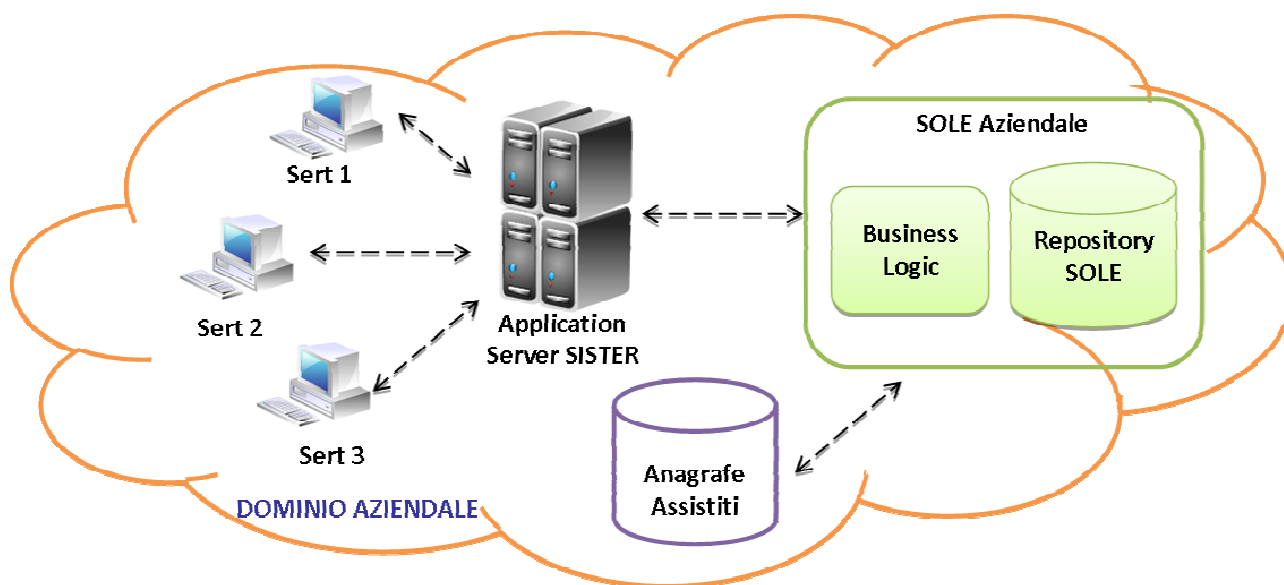 SOLE Aziendale
Sert 1
Business
Logic
Repository
SOLE
Sert 2
Application
Server SISTER
Sert 3
Anagrafe
Assistiti
DOMINIO AZIENDALE